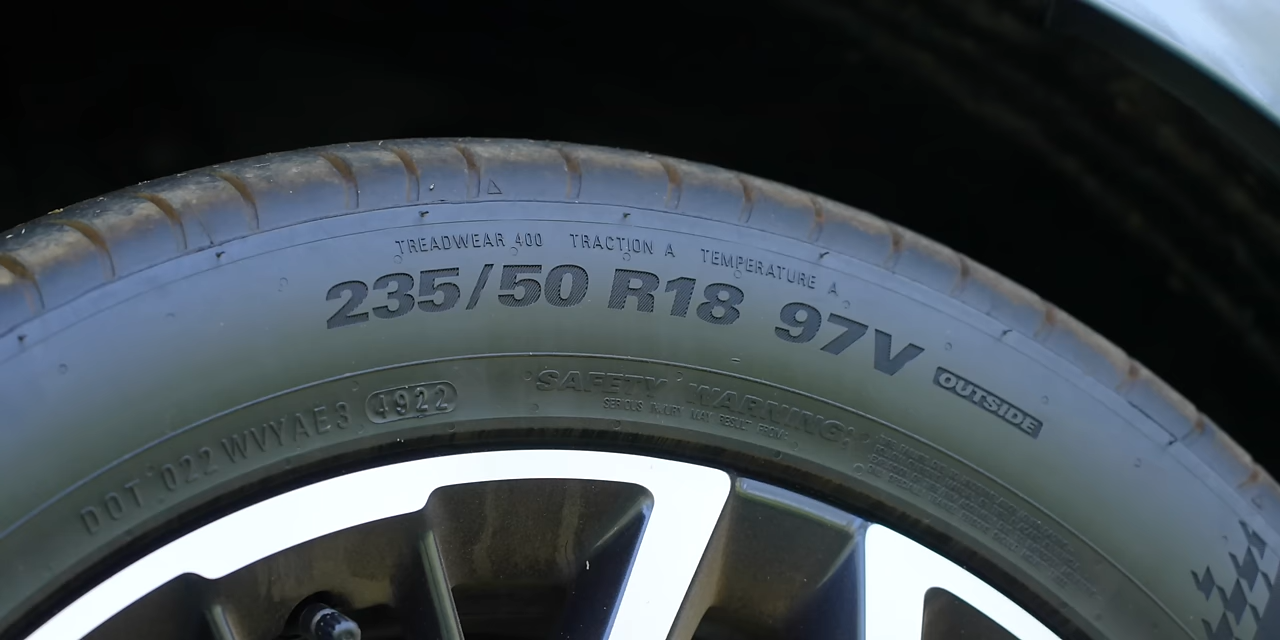 TREADWEAR 400 TRACTION A TEMPERATURE A
235/50 R18 97V
OUTSIDE
SAFETY WARNING!
SERIOUS INJURY MAY RESULT FROM:
DOT 022 WVYAE3 4922